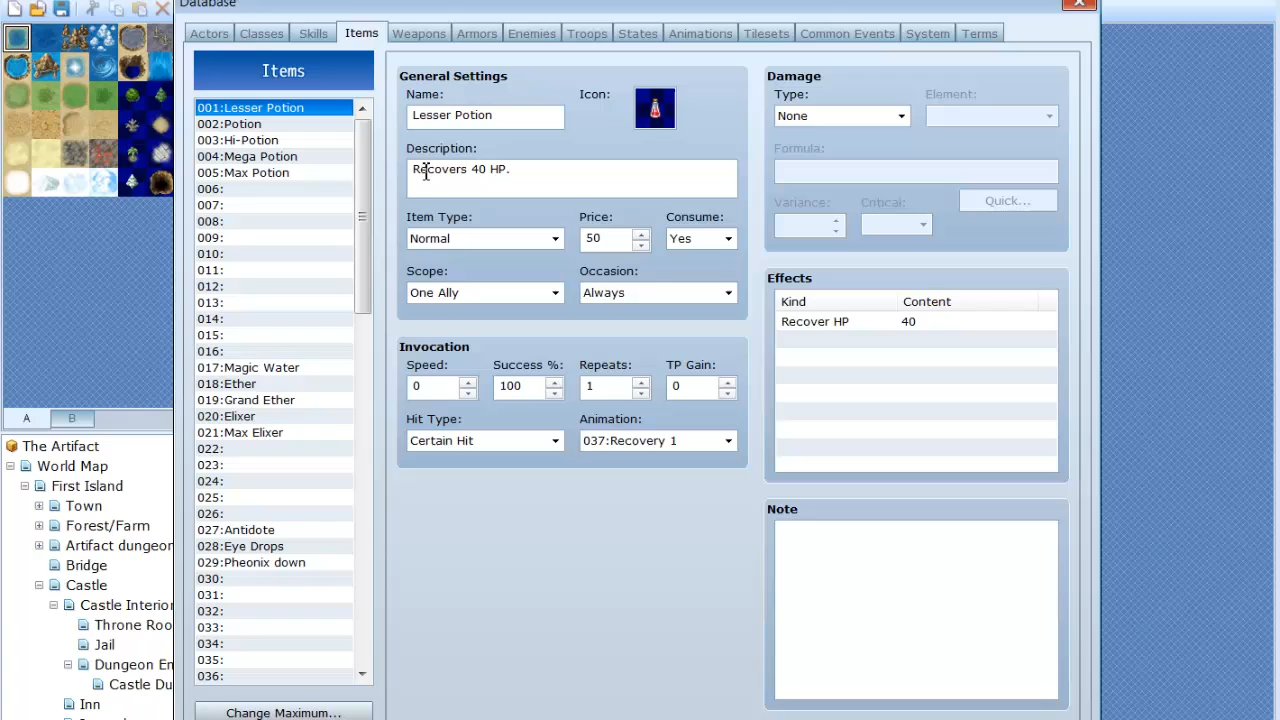 Database
Actors
Classes
Skills
Items
Weapons
Armors
Enemies
Troops
States
Animations
Tilesets
Common Events
System
Terms
Items
001:Lesser Potion
002:Potion
003:Hi-Potion
004:Mega Potion
005:Max Potion
006:
007:
008:
009:
010:
011:
012:
013:
014:
015:
016:
017:Magic Water
018:Ether
019:Grand Ether
020:Elixer
021:Max Elixer
022:
023:
024:
025:
026:
027:Antidote
028:Eye Drops
029:Pheonix down
030:
031:
032:
033:
034:
035:
036:
Change Maximum...
General Settings
Name:
Icon:
Lesser Potion
Description:
Recovers 40 HP.
Item Type:
Price:
Consume:
Normal
50
Yes
Scope:
Occasion:
One Ally
Always
Invocation
Speed:
Success %:
Repeats:
TP Gain:
0
100
1
0
Hit Type:
Animation:
Certain Hit
037:Recovery 1
Damage
Type:
Element:
None
Formula:
Variance:
Critical:
Quick...
Effects
Kind
Content
Recover HP
40
Note
A
B
The Artifact
World Map
First Island
Town
Forest/Farm
Artifact dungeon
Bridge
Castle
Castle Interior
Throne Roo
Jail
Dungeon En
Castle Du
Inn